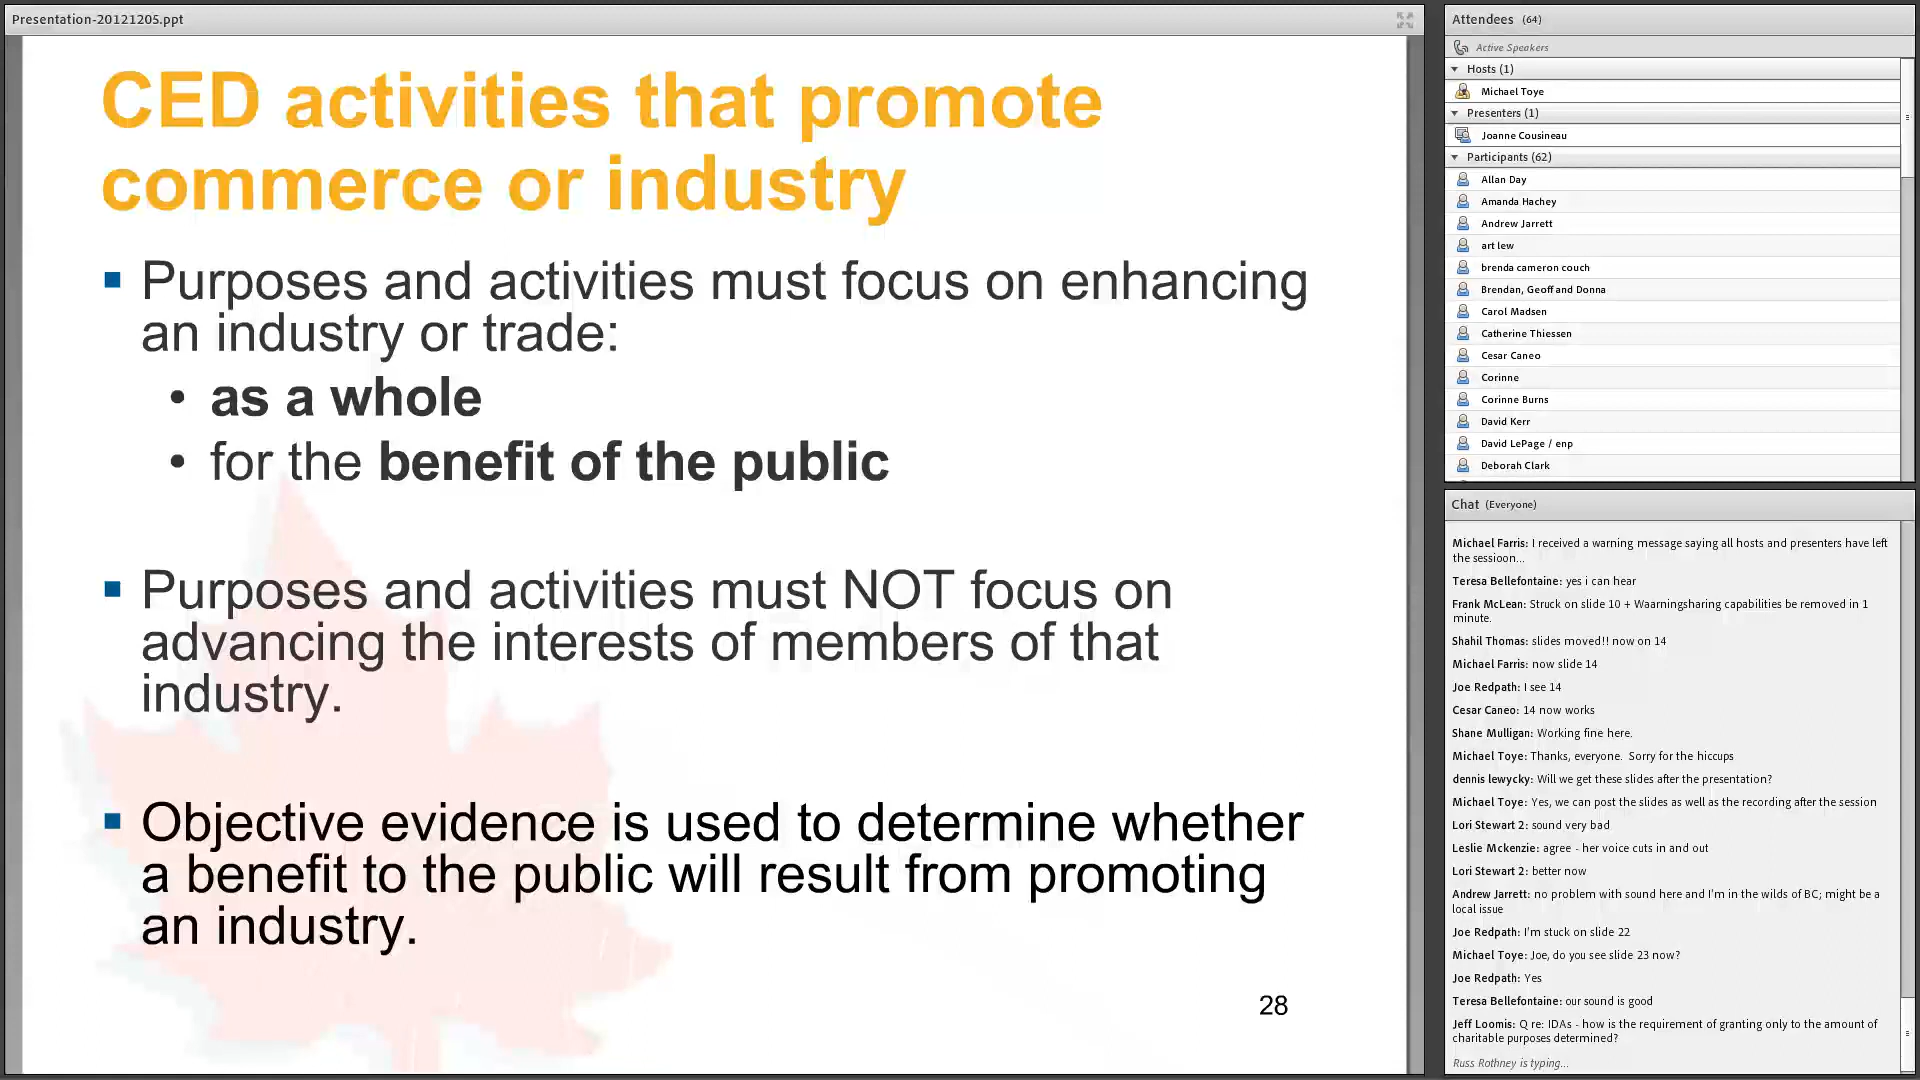 Presentation-20121205.ppt
CED activities that promote
commerce or industry
Purposes and activities must focus on enhancing
an industry or trade:
• as a whole
• for the benefit of the public
Purposes and activities must NOT focus on
advancing the interests of members of that
industry.
Objective evidence is used to determine whether
a benefit to the public will result from promoting
an industry.
28
Attendees (64)
Active Speakers
Hosts (1)
Michael Toye
Presenters (1)
Joanne Cousineau
Participants (62)
Allan Day
Amanda Hachey
Andrew Jarrett
art lew
brenda cameron couch
Brendan, Geoff and Donna
Carol Madsen
Catherine Thiessen
Cesar Caneo
Corinne
Corinne Burns
David Kerr
David LePage / enp
Deborah Clark
Chat (Everyone)
Michael Farris: I received a warning message saying all hosts and presenters have left
the sessioon...
Teresa Bellefontaine: yes i can hear
Frank McLean: Struck on slide 10 + Waarningsharing capabilities be removed in 1
minute.
Shahil Thomas: slides moved!! now on 14
Michael Farris: now slide 14
Joe Redpath: I see 14
Cesar Caneo: 14 now works
Shane Mulligan: Working fine here.
Michael Toye: Thanks, everyone. Sorry for the hiccups
dennis lewycky: Will we get these slides after the presentation?
Michael Toye: Yes, we can post the slides as well as the recording after the session
Lori Stewart 2: sound very bad
Leslie Mckenzie: agree - her voice cuts in and out
Lori Stewart 2: better now
Andrew Jarrett: no problem with sound here and I'm in the wilds of BC; might be a
local issue
Joe Redpath: I'm stuck on slide 22
Michael Toye: Joe, do you see slide 23 now?
Joe Redpath: Yes
Teresa Bellefontaine: our sound is good
Jeff Loomis: Q re: IDAs - how is the requirement of granting only to the amount of
charitable purposes determined?
Russ Rothney is typing...